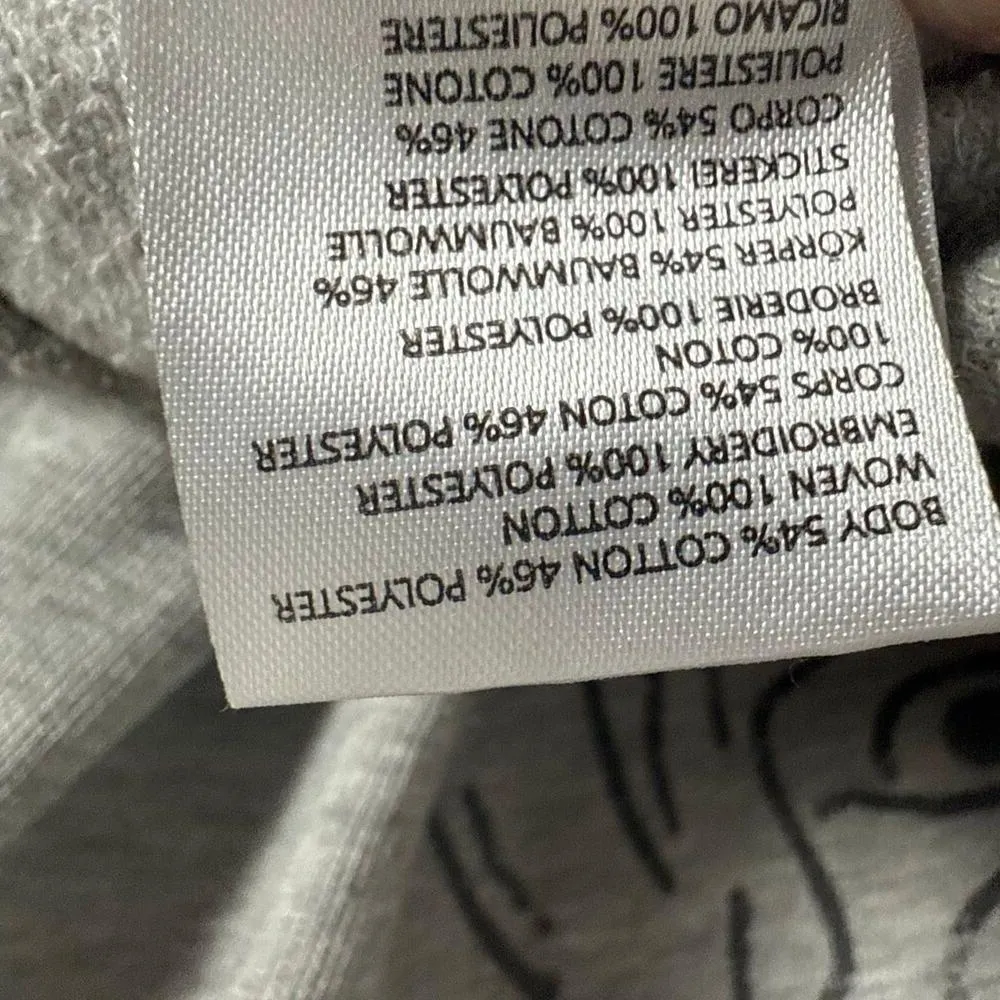 BODY 54% COTTON 46% POLYESTER
WOVEN 100% COTTON
EMBROIDERY 100% POLYESTER
CORPS 54% COTON 46% POLYESTER
100% COTON
BRODERIE 100% POLYESTER
KÖRPER 54% BAUMWOLLE 46%
POLYESTER 100% BAUMWOLLE
STICKEREI 100% POLYESTER
CORPO 54% COTONE 46%
POLIESTERE 100% COTONE
RICAMO 100% POLIESTERE